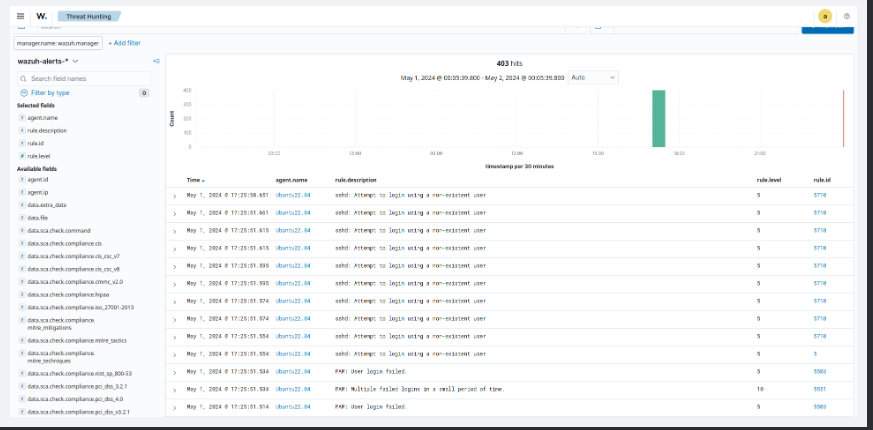 W. Threat Hunting a
manager.name: wazuh.manager + Add filter
wazuh-alerts-*
Search field names
Filter by type 0
Selected fields
agent.name
rule.description
rule.id
rule.level
Available fields
agent.id
agent.ip
data.extra_data
data.file
data.sca.check.command
data.sca.check.compliance.cis
data.sca.check.compliance.cis_csc_v7
data.sca.check.compliance.cis_csc_v8
data.sca.check.compliance.cmmc_v2.0
data.sca.check.compliance.hipaa
data.sca.check.compliance.iso_27001-2013
data.sca.check.compliance.
mitre_mitigations
data.sca.check.compliance.mitre_tactics
data.sca.check.compliance.
mitre_techniques
data.sca.check.compliance.nist_sp_800-53
data.sca.check.compliance.pci_dss_3.2.1
data.sca.check.compliance.pci_dss_4.0
data.sca.check.compliance.pci_dss_v3.2.1
403 hits
May 1, 2024 @ 00:05:39.800 - May 2, 2024 @ 00:05:39.800 Auto
Count
timestamp per 30 minutes
Time agent.name rule.description rule.level rule.id
May 1, 2024 @ 17:25:58.651 Ubuntu22.04 sshd: Attempt to login using a non-existent user 5 5710
May 1, 2024 @ 17:25:51.661 Ubuntu22.04 sshd: Attempt to login using a non-existent user 5 5710
May 1, 2024 @ 17:25:51.615 Ubuntu22.04 sshd: Attempt to login using a non-existent user 5 5710
May 1, 2024 @ 17:25:51.615 Ubuntu22.04 sshd: Attempt to login using a non-existent user 5 5710
May 1, 2024 @ 17:25:51.595 Ubuntu22.04 sshd: Attempt to login using a non-existent user 5 5710
May 1, 2024 @ 17:25:51.595 Ubuntu22.04 sshd: Attempt to login using a non-existent user 5 5710
May 1, 2024 @ 17:25:51.574 Ubuntu22.04 sshd: Attempt to login using a non-existent user 5 5710
May 1, 2024 @ 17:25:51.574 Ubuntu22.04 sshd: Attempt to login using a non-existent user 5 5710
May 1, 2024 @ 17:25:51.554 Ubuntu22.04 sshd: Attempt to login using a non-existent user 5 5710
May 1, 2024 @ 17:25:51.554 Ubuntu22.04 sshd: Attempt to login using a non-existent user 5 5
May 1, 2024 @ 17:25:51.534 Ubuntu22.04 PAM: User login failed. 5 5503
May 1, 2024 @ 17:25:51.534 Ubuntu22.04 PAM: Multiple failed logins in a small period of time. 10 5551
May 1, 2024 @ 17:25:51.514 Ubuntu22.04 PAM: User login failed. 5 5503